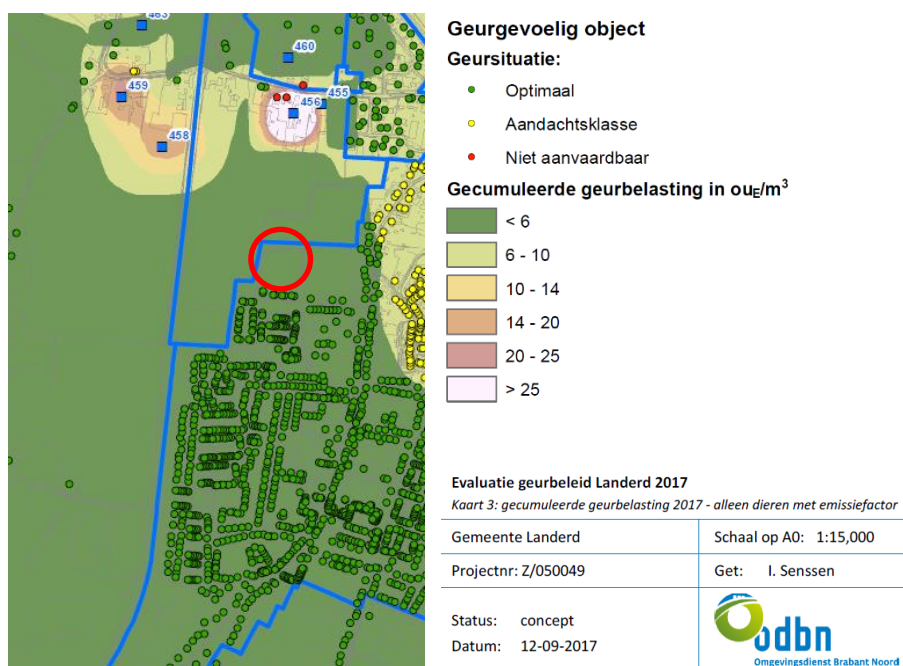 463
460
459
455
456
458
Geurgevoelig object
Geursituatie:
Optimaal
Aandachtsklasse
Niet aanvaardbaar
Gecumuleerde geurbelasting in ouE/m³
< 6
6 - 10
10 - 14
14 - 20
20 - 25
> 25
Evaluatie geurbeleid Landerd 2017
Kaart 3: gecumuleerde geurbelasting 2017 - alleen dieren met emissiefactor
Gemeente Landerd
Schaal op A0: 1:15,000
Projectnr: Z/050049
Get: I. Senssen
Status: concept
Datum: 12-09-2017
odbn
Omgevingsdienst Brabant Noord